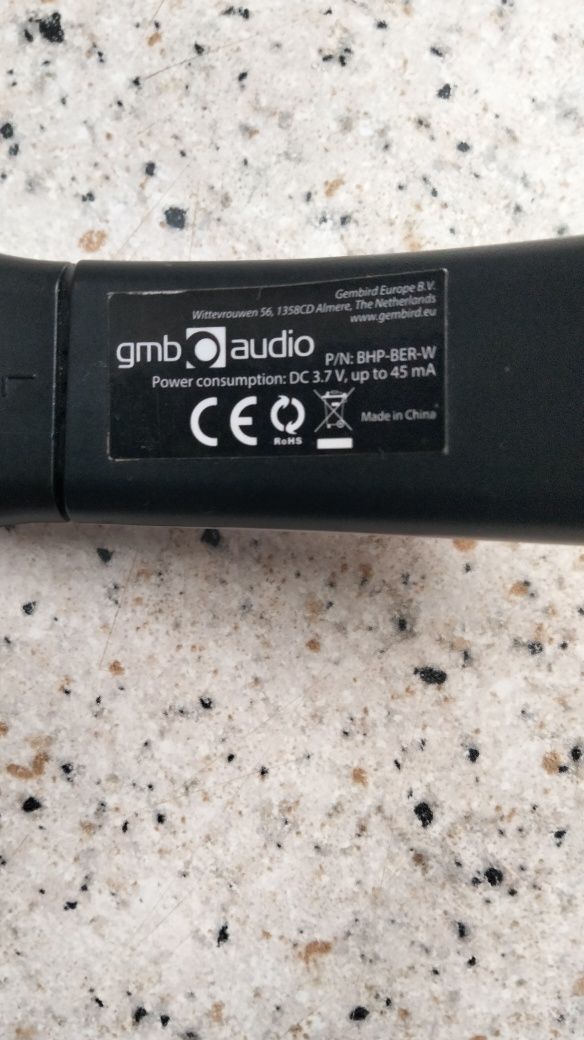 Gembird Europe B.V.
Wittevrouwen 56, 1358CD Almere, The Netherlands
www.gembird.eu
gmb audio
P/N: BHP-BER-W
Power consumption: DC 3.7 V, up to 45 mA
CE
RoHS
Made in China
L